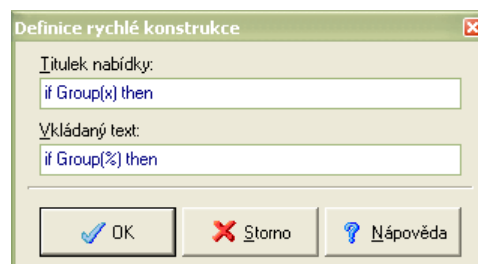 Definice rychlé konstrukce
Titulek nabídky:
if Group(x) then
Vkládaný text:
if Group(%) then
OK
Storno
Nápověda